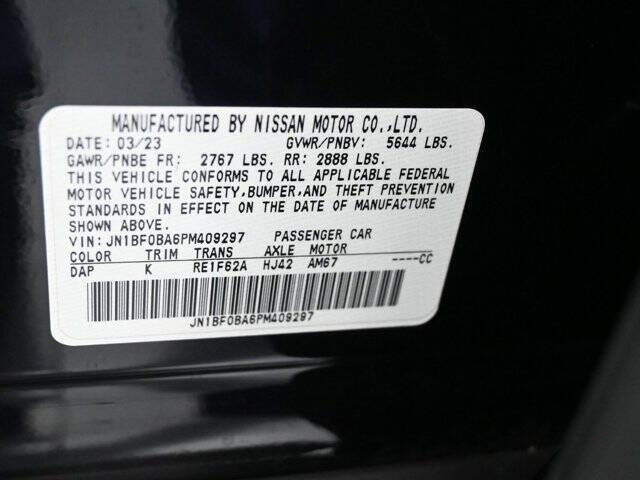 MANUFACTURED BY NISSAN MOTOR CO.,LTD.
DATE: 03/23 GVWR/PNBV: 5644 LBS.
GAWR/PNBE FR: 2767 LBS. RR: 2888 LBS.
THIS VEHICLE CONFORMS TO ALL APPLICABLE FEDERAL
MOTOR VEHICLE SAFETY,BUMPER,AND THEFT PREVENTION
STANDARDS IN EFFECT ON THE DATE OF MANUFACTURE
SHOWN ABOVE.
VIN:JN1BF0BA6PM409297 PASSENGER CAR
COLOR TRIM TRANS AXLE MOTOR
DAP K RE1F62A HJ42 AM67 ----CC
JN1BF0BA6PM409297